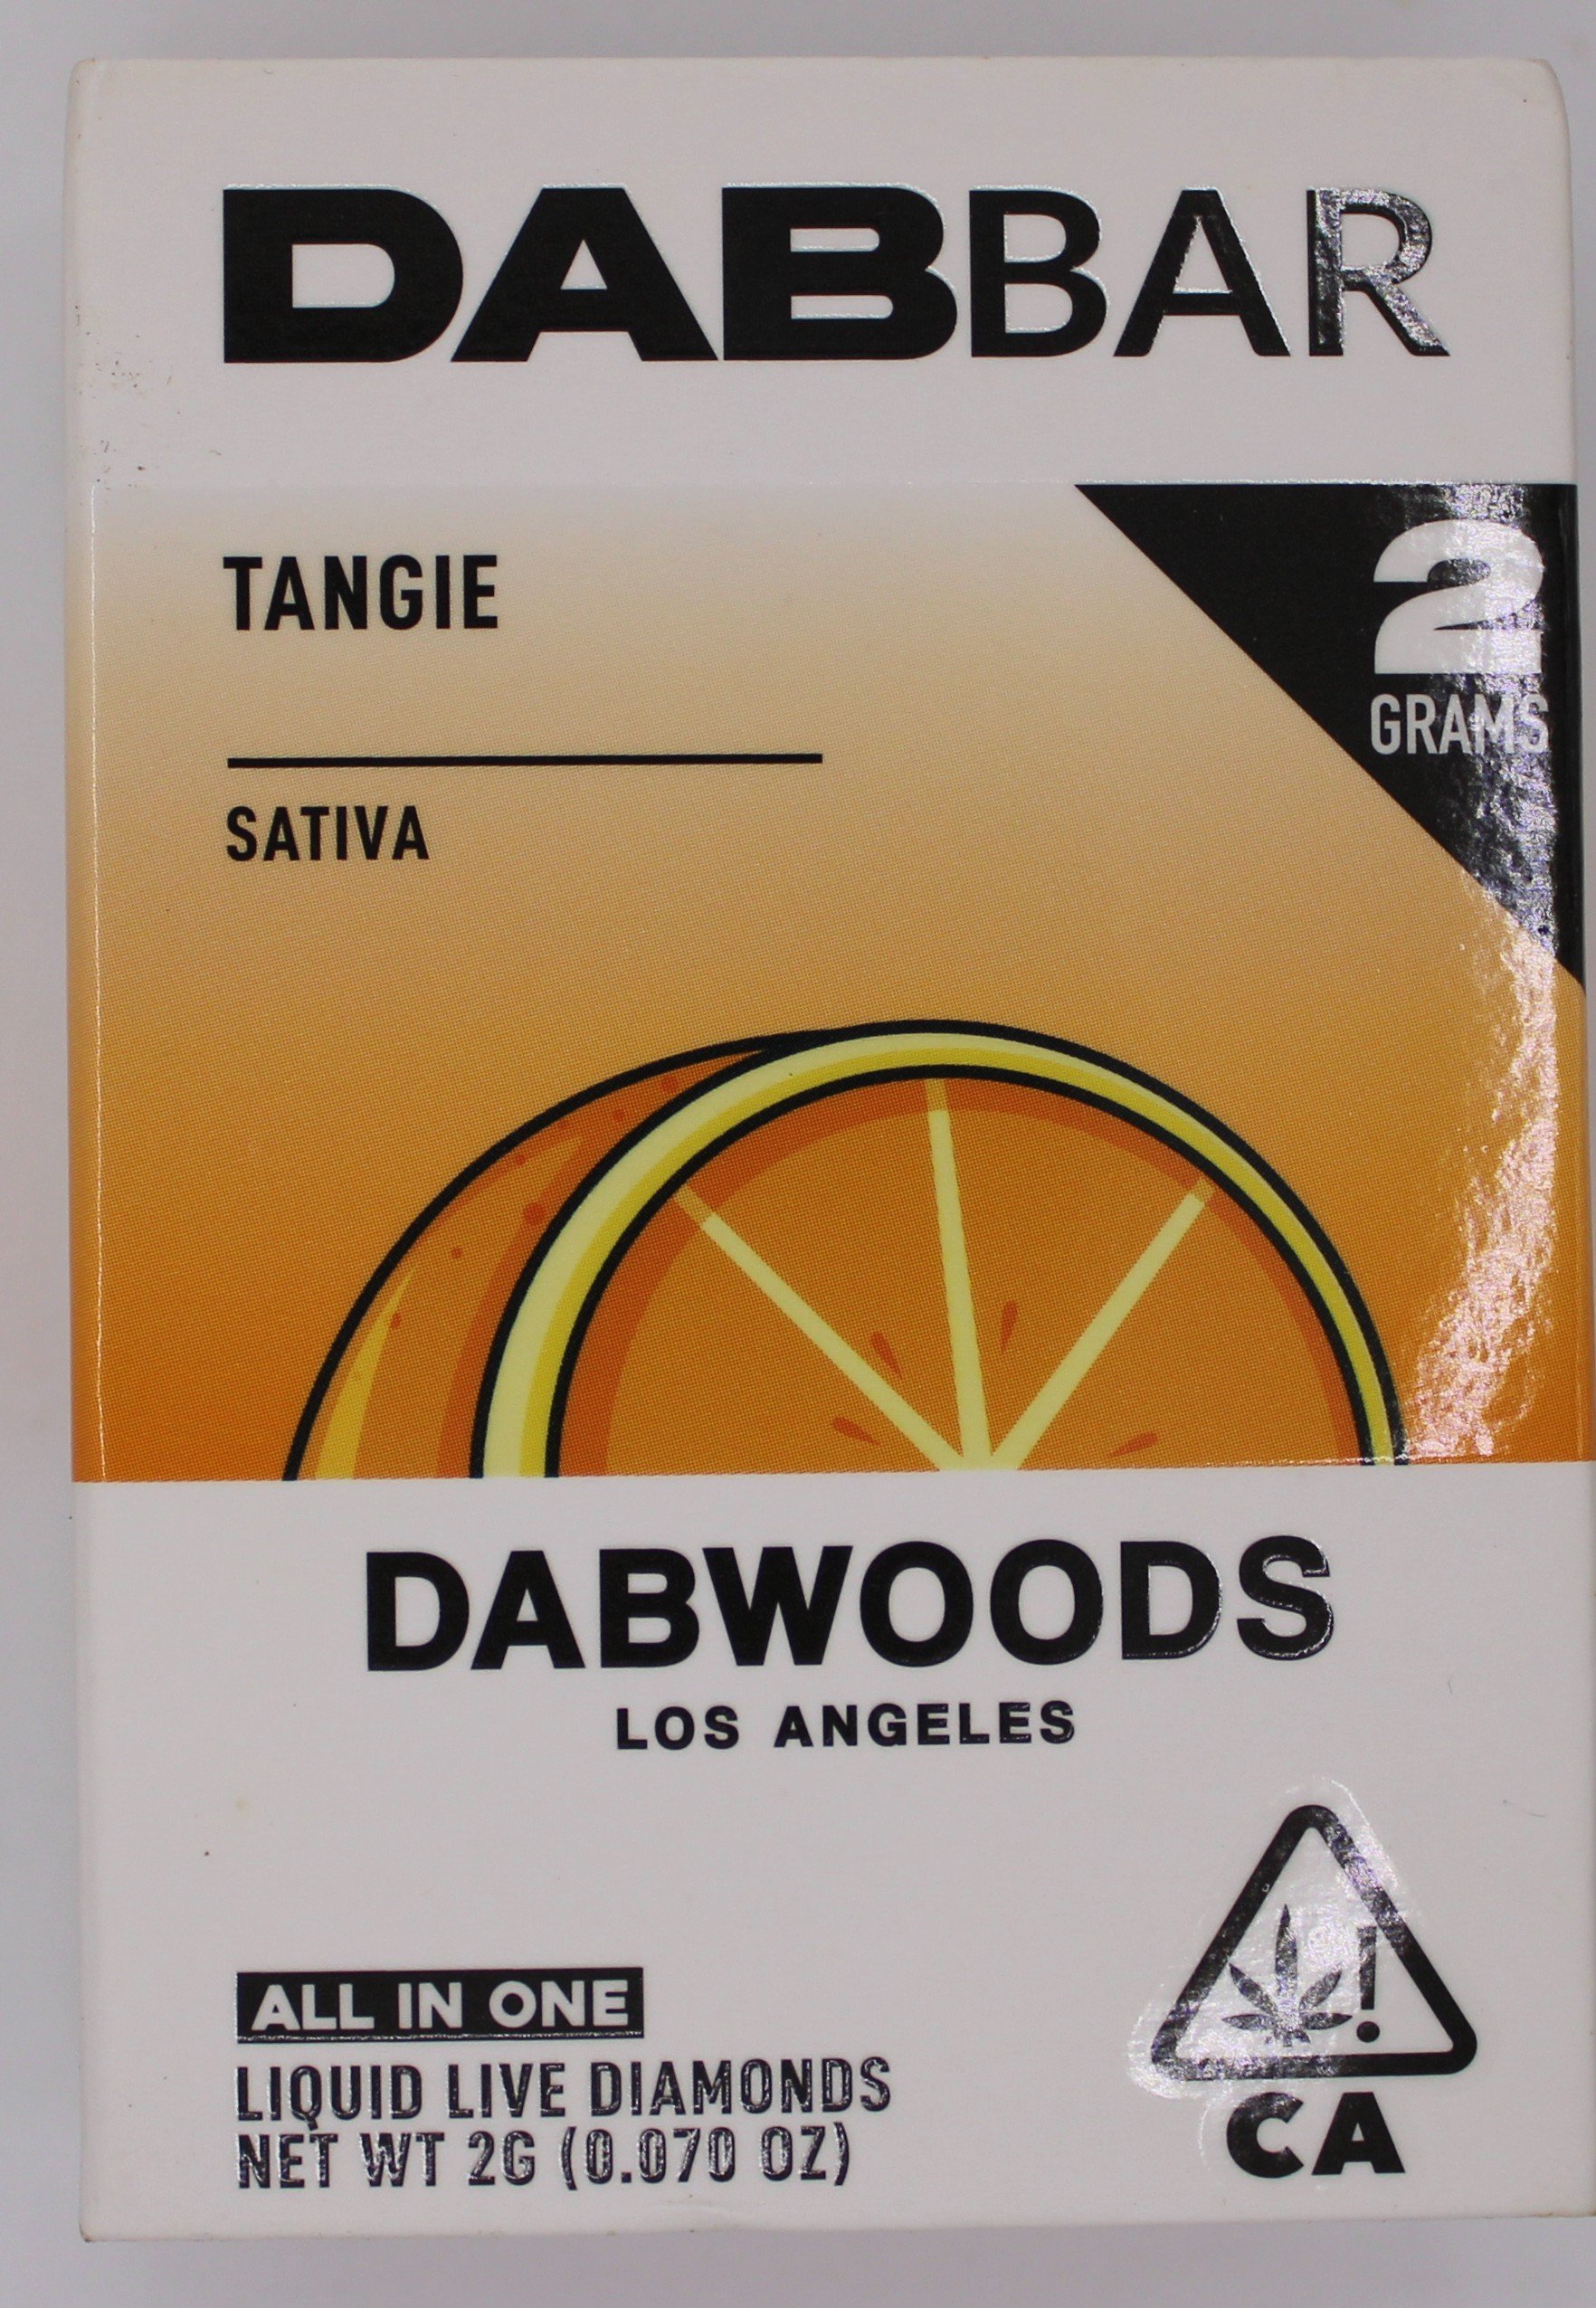 DABBAR
TANGIE
2
GRAMS
SATIVA
DABWOODS
LOS ANGELES
ALL IN ONE
LIQUID LIVE DIAMONDS
NET WT 2G (0.070 OZ)
!
CA